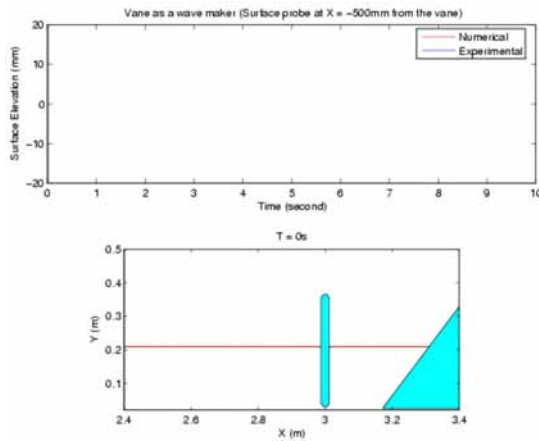 Vane as a wave maker (Surface probe at X = −500mm from the vane)
Surface Elevation (mm)
20
10
0
−10
−20
Numerical
Experimental
0 1 2 3 4 5 6 7 8 9 10
Time (second)
T = 0s
Y (m)
0.5
0.4
0.3
0.2
0.1
2.4 2.6 2.8 3 3.2 3.4
X (m)